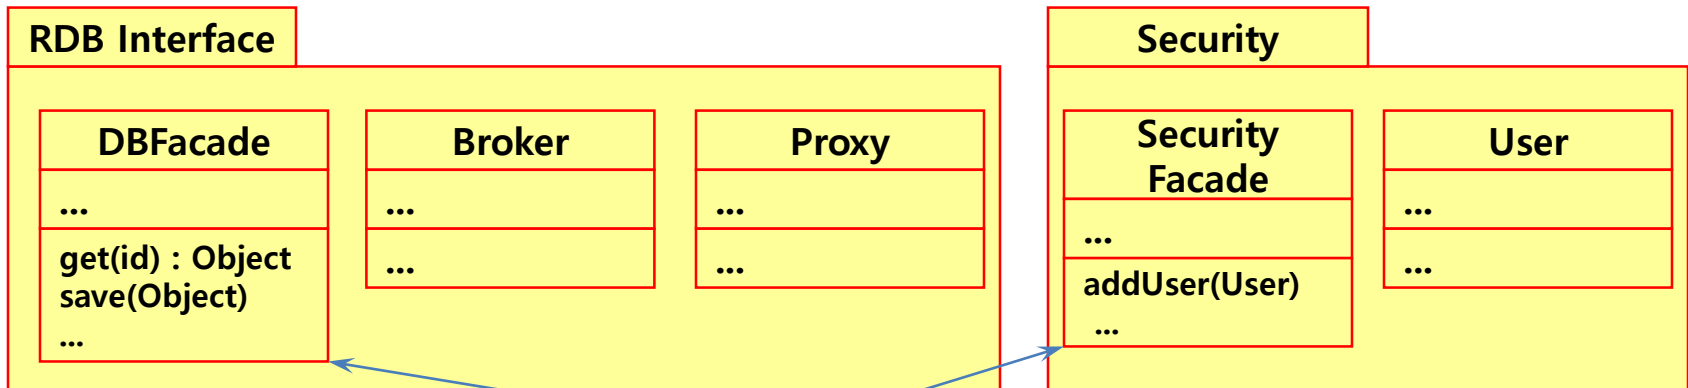 RDB Interface
DBFacade
...
get(id) : Object
save(Object)
...
Broker
...
...
Proxy
...
...
Security
Security
Facade
...
addUser(User)
...
User
...
...